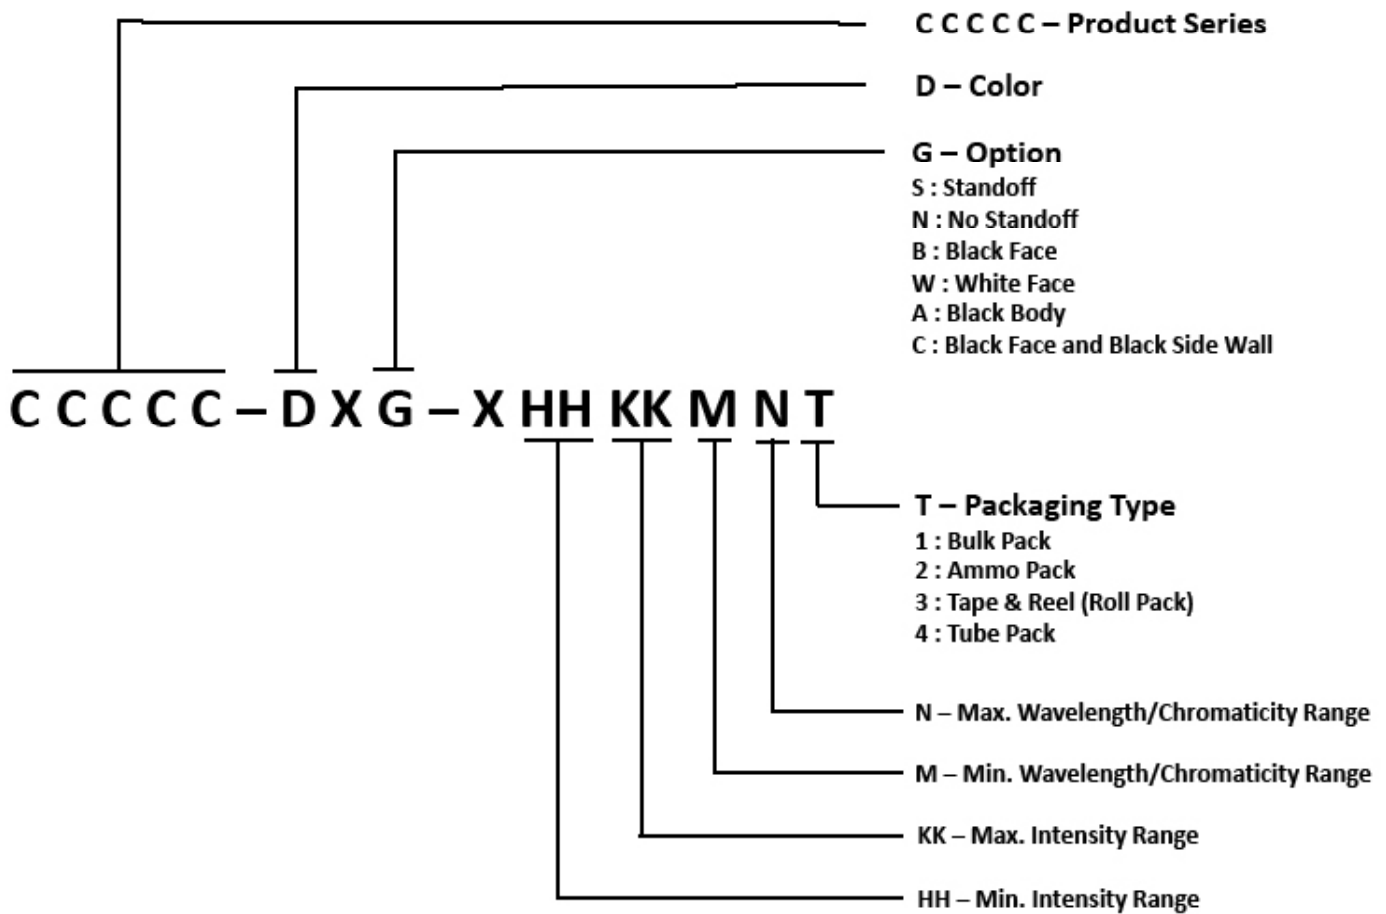 C C C C C – Product Series
D – Color
G – Option
S : Standoff
N : No Standoff
B : Black Face
W : White Face
A : Black Body
C : Black Face and Black Side Wall
C C C C C – D X G – X HH KK M N T
T – Packaging Type
1 : Bulk Pack
2 : Ammo Pack
3 : Tape & Reel (Roll Pack)
4 : Tube Pack
N – Max. Wavelength/Chromaticity Range
M – Min. Wavelength/Chromaticity Range
KK – Max. Intensity Range
HH – Min. Intensity Range